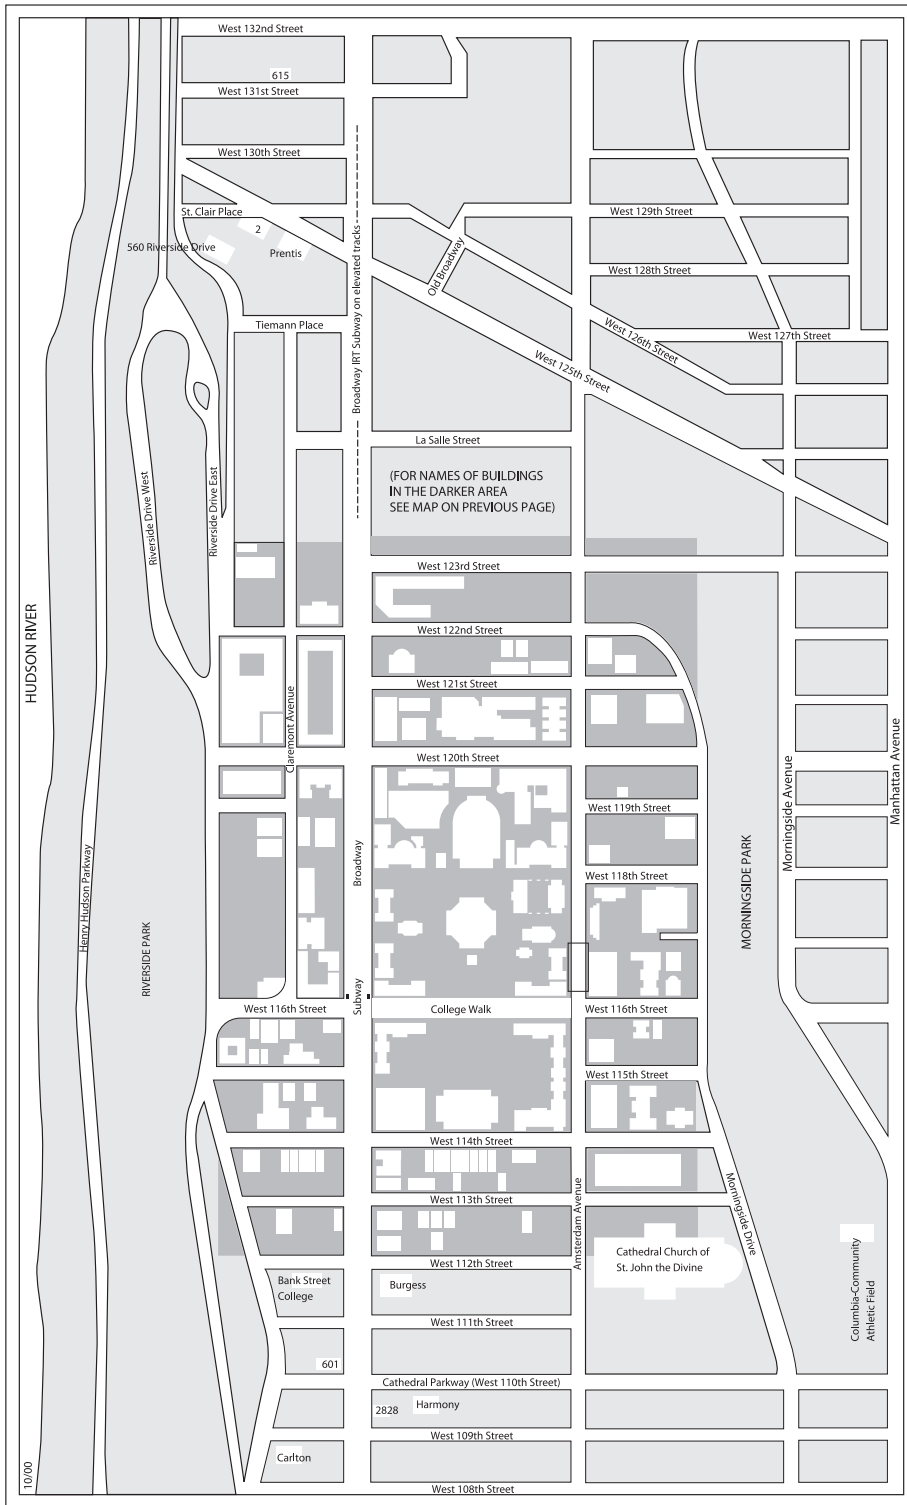 West 132nd Street
615
West 131st Street
West 130th Street
St. Clair Place
2
560 Riverside Drive
Prentis
West 129th Street
Old Broadway
West 128th Street
Broadway IRT Subway on elevated tracks
Tiemann Place
West 126th Street
West 127th Street
West 125th Street
La Salle Street
(FOR NAMES OF BUILDINGS
IN THE DARKER AREA
SEE MAP ON PREVIOUS PAGE)
Riverside Drive West
Riverside Drive East
West 123rd Street
HUDSON RIVER
West 122nd Street
West 121st Street
Claremont Avenue
West 120th Street
Morningside Avenue
Manhattan Avenue
West 119th Street
Broadway
West 118th Street
Henry Hudson Parkway
RIVERSIDE PARK
MORNINGSIDE PARK
Subway
West 116th Street
College Walk
West 116th Street
West 115th Street
West 114th Street
West 113th Street
Amsterdam Avenue
Morningside Drive
Cathedral Church of
St. John the Divine
West 112th Street
Bank Street
College
Burgess
Columbia-Community
Athletic Field
West 111th Street
601
Cathedral Parkway (West 110th Street)
2828
Harmony
West 109th Street
Carlton
10/00
West 108th Street